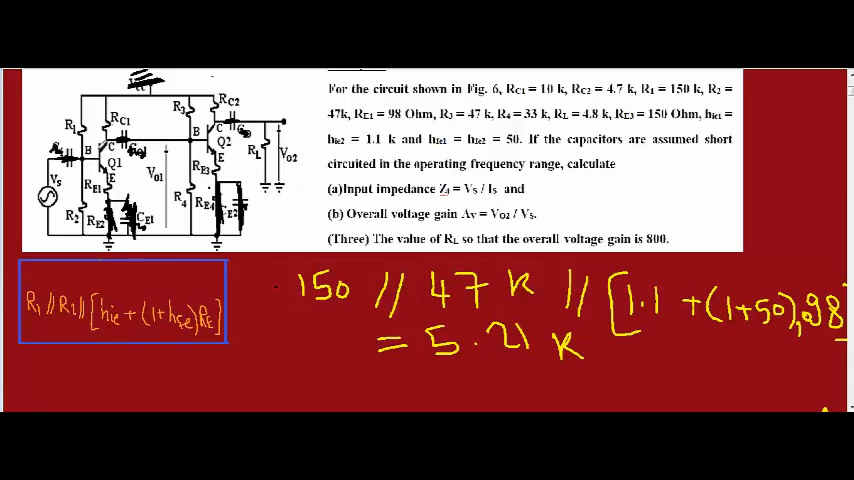 For the circuit shown in Fig. 6, RC1 = 10 k, RC2 = 4.7 k, R1 = 150 k, R2 =
47k, RE1 = 98 Ohm, R3 = 47 k, R4 = 33 k, RL = 4.8 k, RE3 = 150 Ohm, hie1 =
hie2 = 1.1 k and hfe1 = hfe2 = 50. If the capacitors are assumed short
circuited in the operating frequency range, calculate
(a)Input impedance Zi = VS / IS and
(b) Overall voltage gain AV = VO2 / VS.
(Three) The value of RL so that the overall voltage gain is 800.
R1
RC1
R3
RC2
B
C
Q1
E
B
C
Q2
E
VS
RE1
R2
RE2
CE1
VO1
RE3
R4
RE4
CE2
RL
VO2
R1 // R2 // [hie + (1+hfe) RE]
150 // 47 K // [1.1 + (1+50).98
= 5.21 K